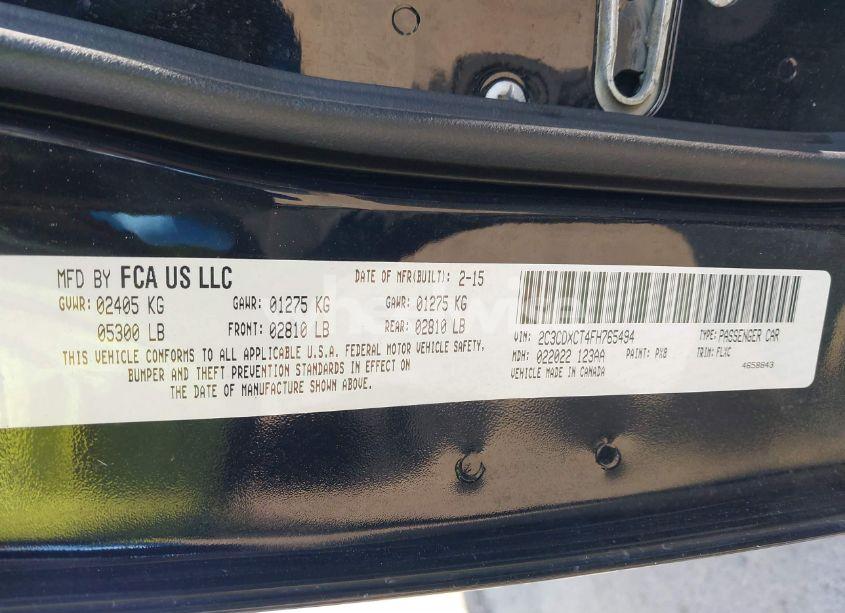 MFD BY FCA US LLC DATE OF MFR(BUILT): 2-15
GVWR: 02405 KG GAWR: 01275 KG GAWR: 01275 KG
05300 LB FRONT: 02810 LB REAR: 02810 LB
THIS VEHICLE CONFORMS TO ALL APPLICABLE U.S.A. FEDERAL MOTOR VEHICLE SAFETY,
BUMPER AND THEFT PREVENTION STANDARDS IN EFFECT ON
THE DATE OF MANUFACTURE SHOWN ABOVE.
VIN: 2C3CDXCT4FH765494 TYPE: PASSENGER CAR
MDH: 022022 123AA PAINT: PX8 TRIM: FLXC
VEHICLE MADE IN CANADA 4658843